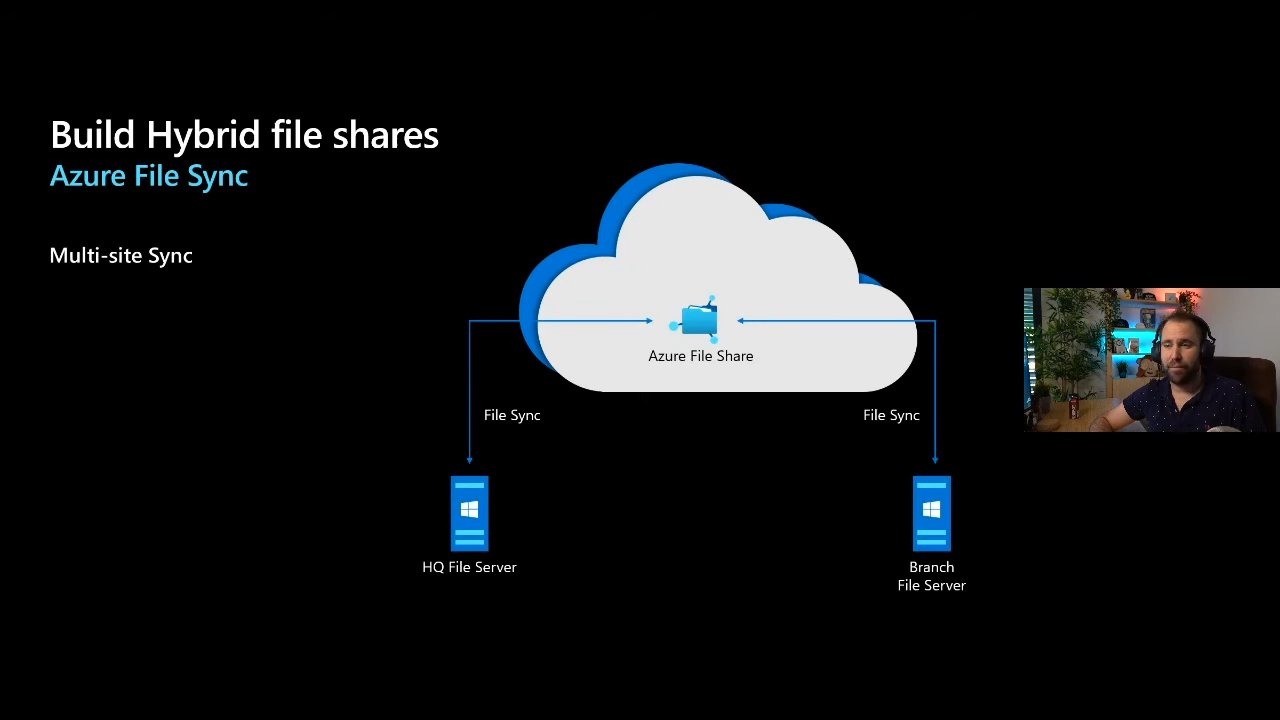 Build Hybrid file shares
Azure File Sync
Multi-site Sync
Azure File Share
File Sync
File Sync
HQ File Server
Branch
File Server